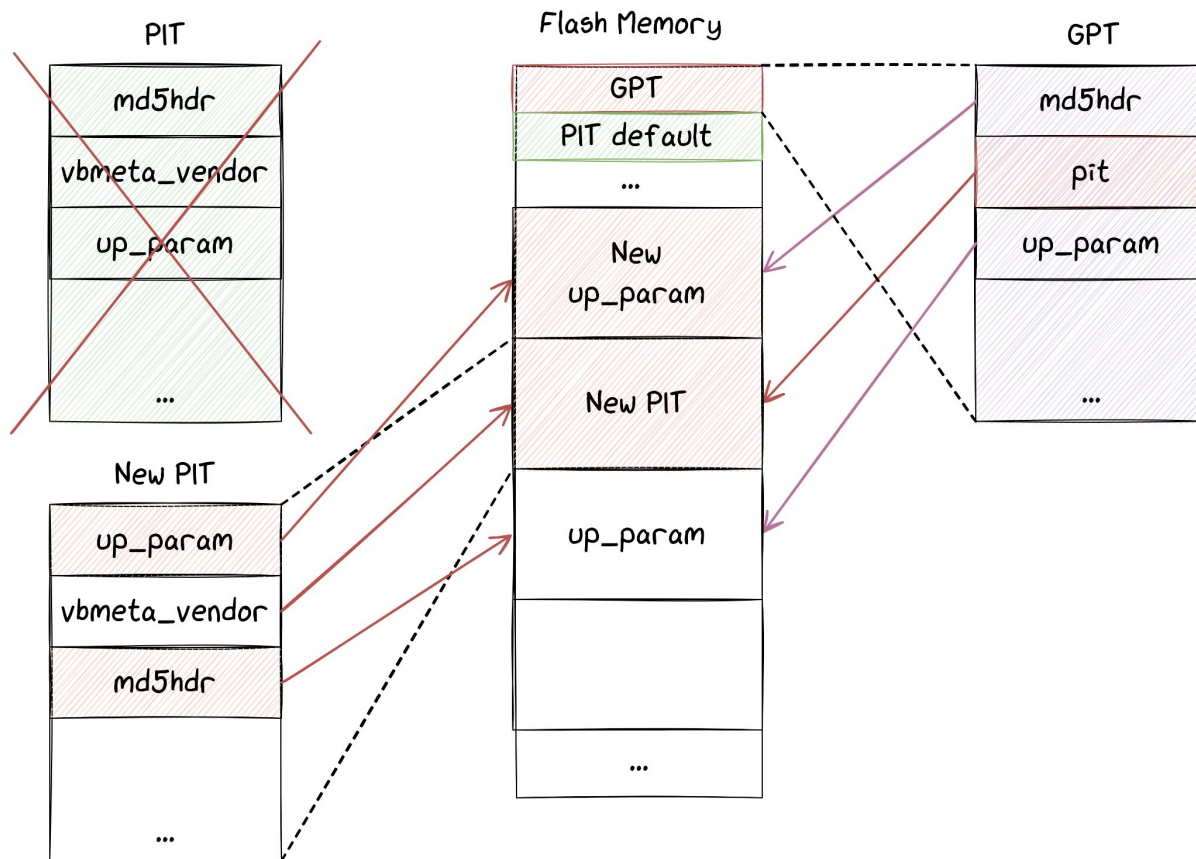 PIT
md5hdr
vbmeta_vendor
up_param
...
New PIT
up_param
vbmeta_vendor
md5hdr
...
Flash Memory
GPT
PIT default
...
New
up_param
New PIT
up_param
...
GPT
md5hdr
pit
up_param
...